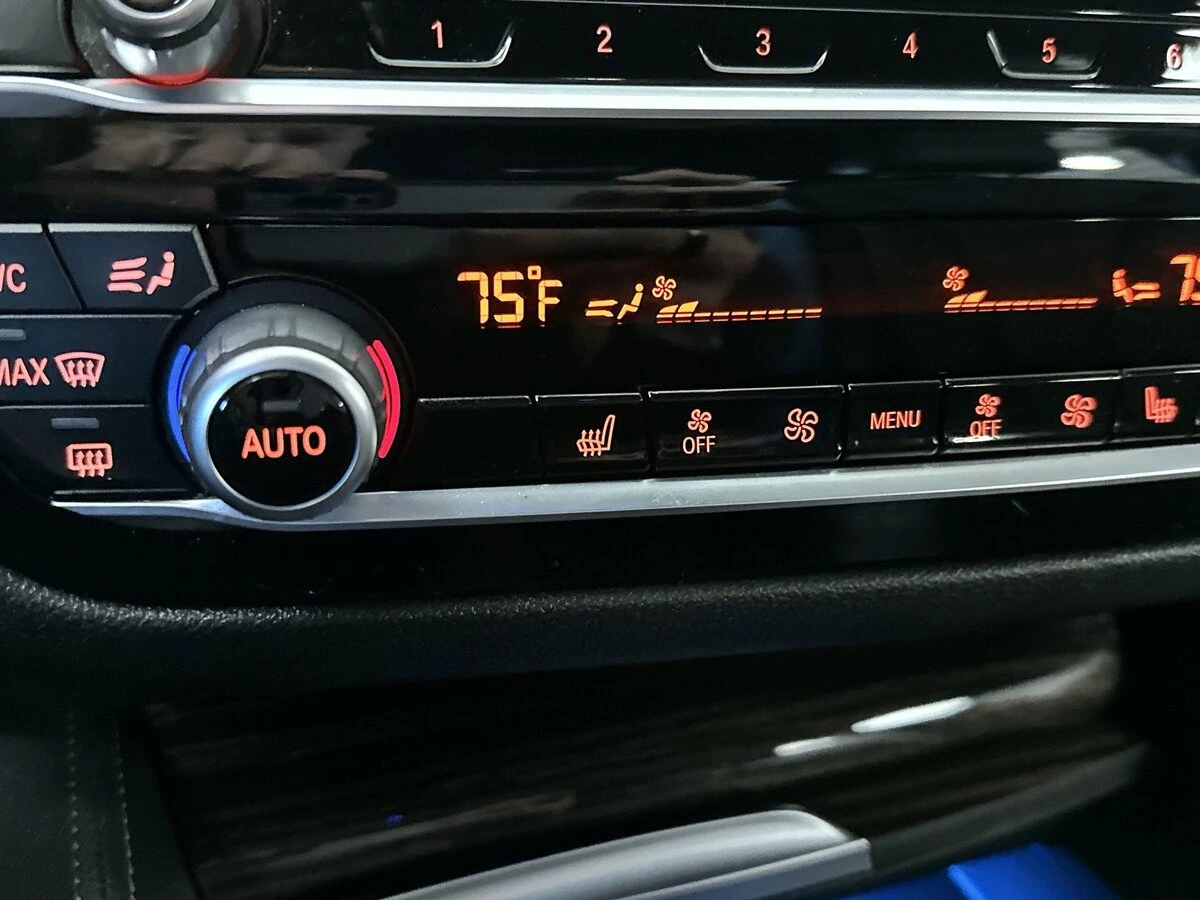 1 2 3 4 5 6
75°F
/C
MAX
AUTO
OFF
MENU
OFF